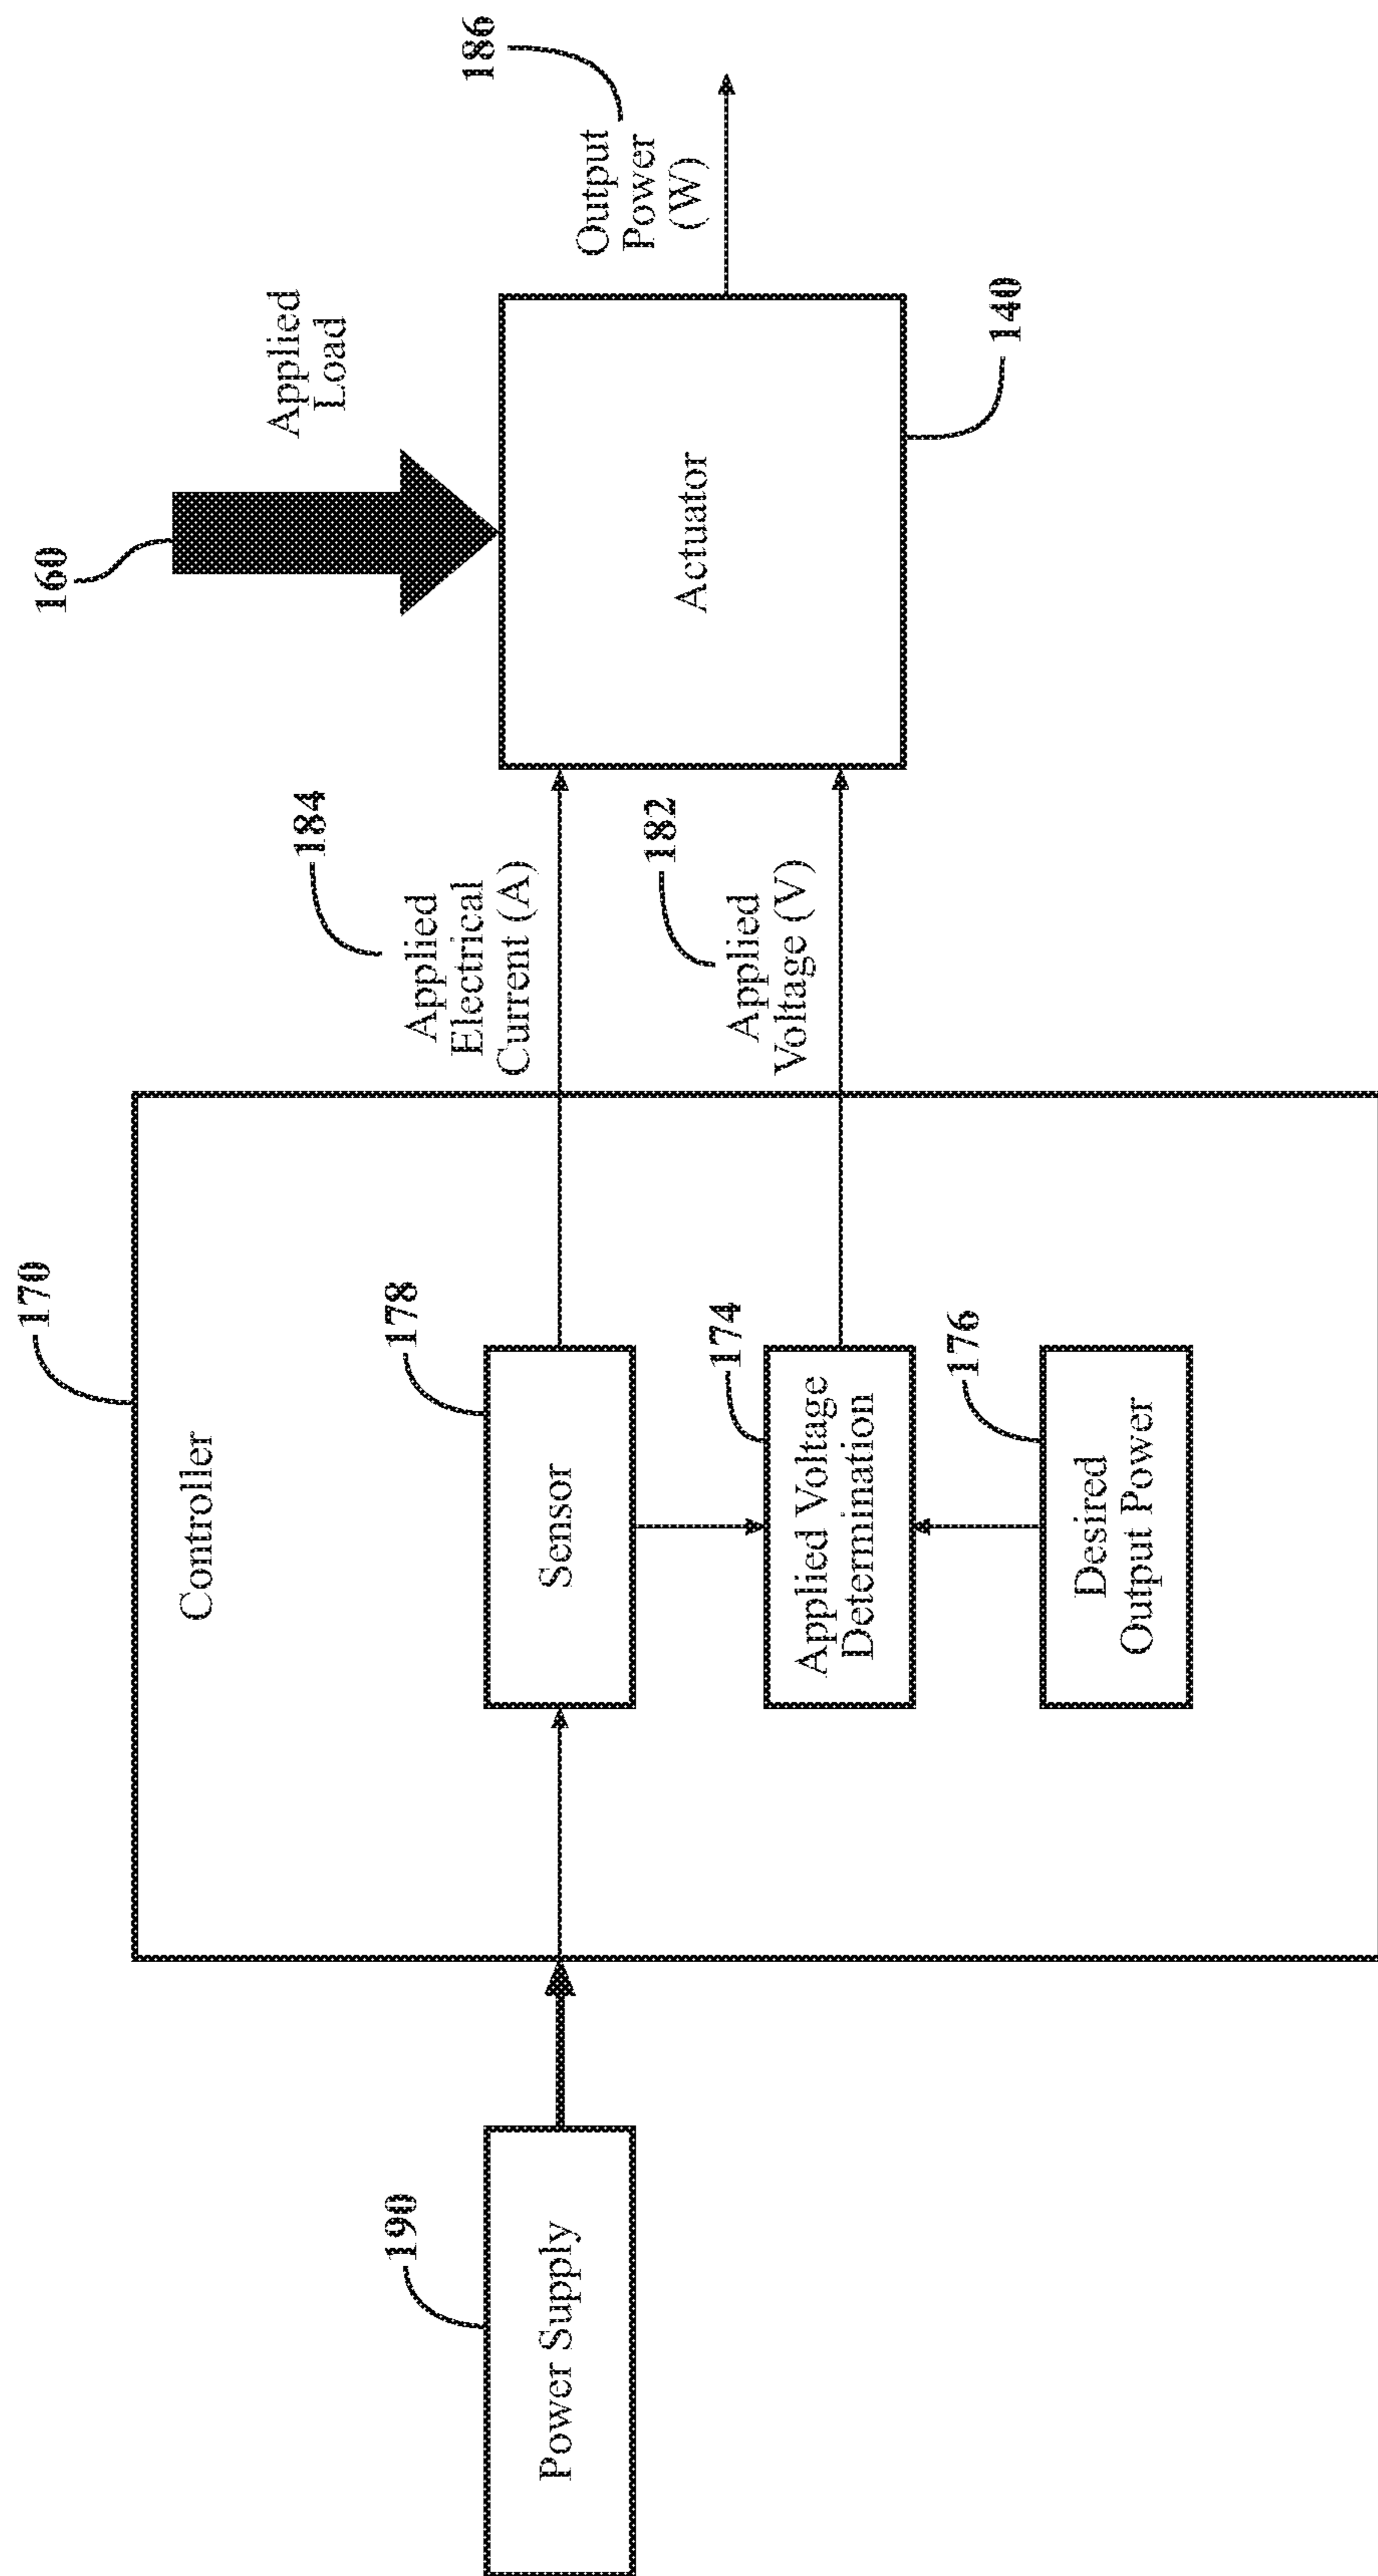 190
Power Supply
170
Controller
178
Sensor
174
Applied Voltage
Determination
176
Desired
Output Power
184
Applied
Electrical
Current (A)
182
Applied
Voltage (V)
160
Applied
Load
Actuator
140
186
Output
Power
(W)